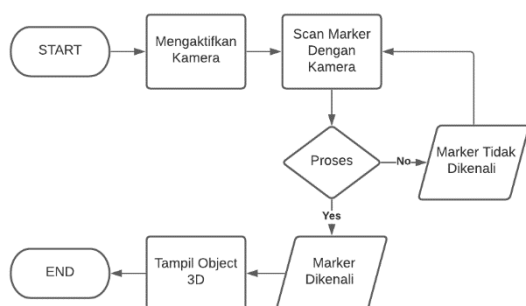 START
Mengaktifkan
Kamera
Scan Marker
Dengan
Kamera
Proses
No
Marker Tidak
Dikenali
Yes
Marker
Dikenali
Tampil Object
3D
END